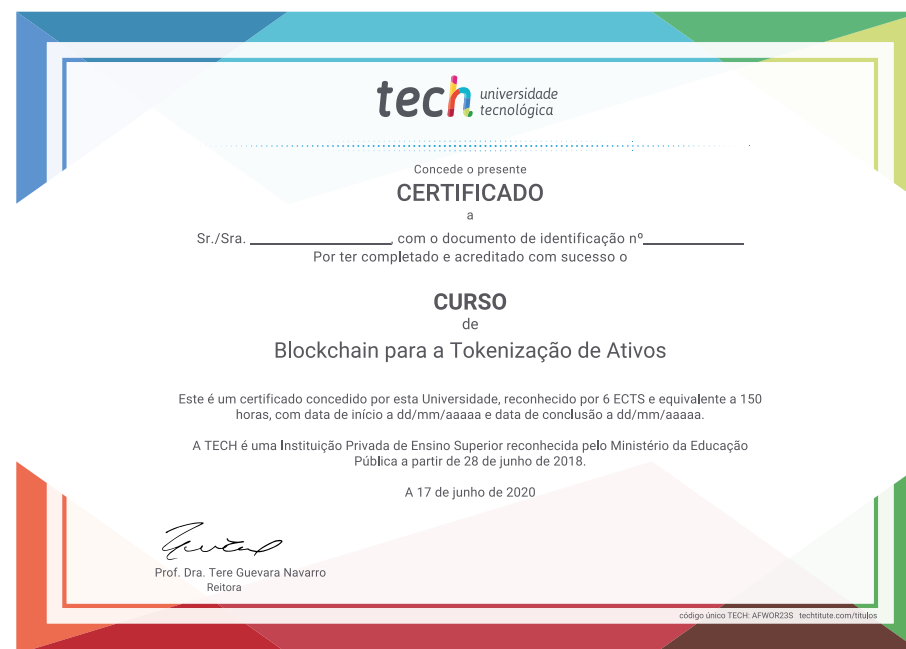 tech universidade
tecnológica
Concede o presente
CERTIFICADO
a
Sr./Sra. ________________, com o documento de identificação nº____________
Por ter completado e acreditado com sucesso o
CURSO
de
Blockchain para a Tokenização de Ativos
Este é um certificado concedido por esta Universidade, reconhecido por 6 ECTS e equivalente a 150
horas, com data de início a dd/mm/aaaaa e data de conclusão a dd/mm/aaaaa.
A TECH é uma Instituição Privada de Ensino Superior reconhecida pelo Ministério da Educação
Pública a partir de 28 de junho de 2018.
A 17 de junho de 2020
Prof. Dra. Tere Guevara Navarro
Reitora
código único TECH: AFWOR23S techtitute.com/titulos